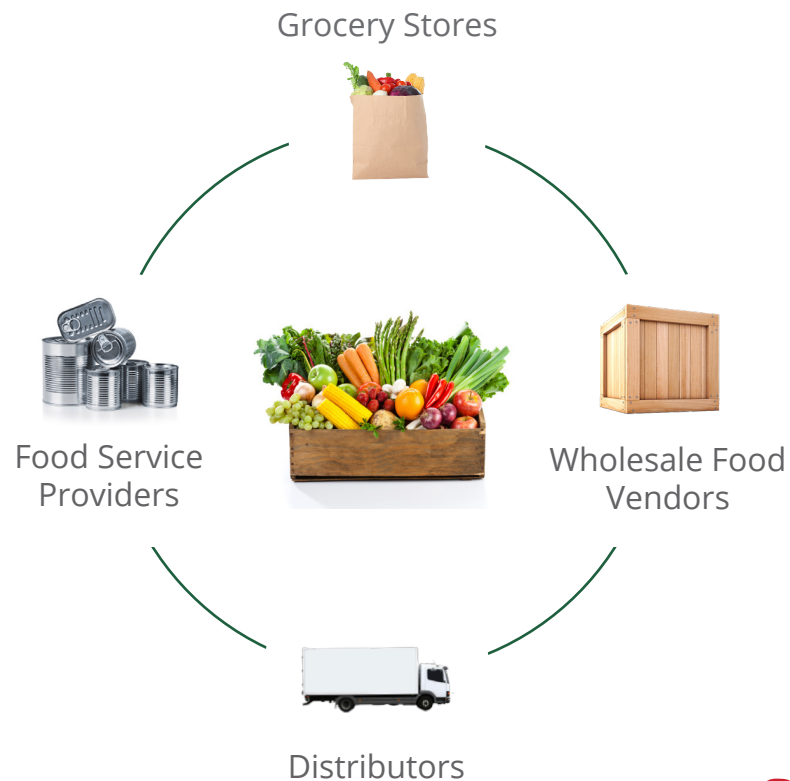 Grocery Stores
Food Service
Providers
Wholesale Food
Vendors
Distributors